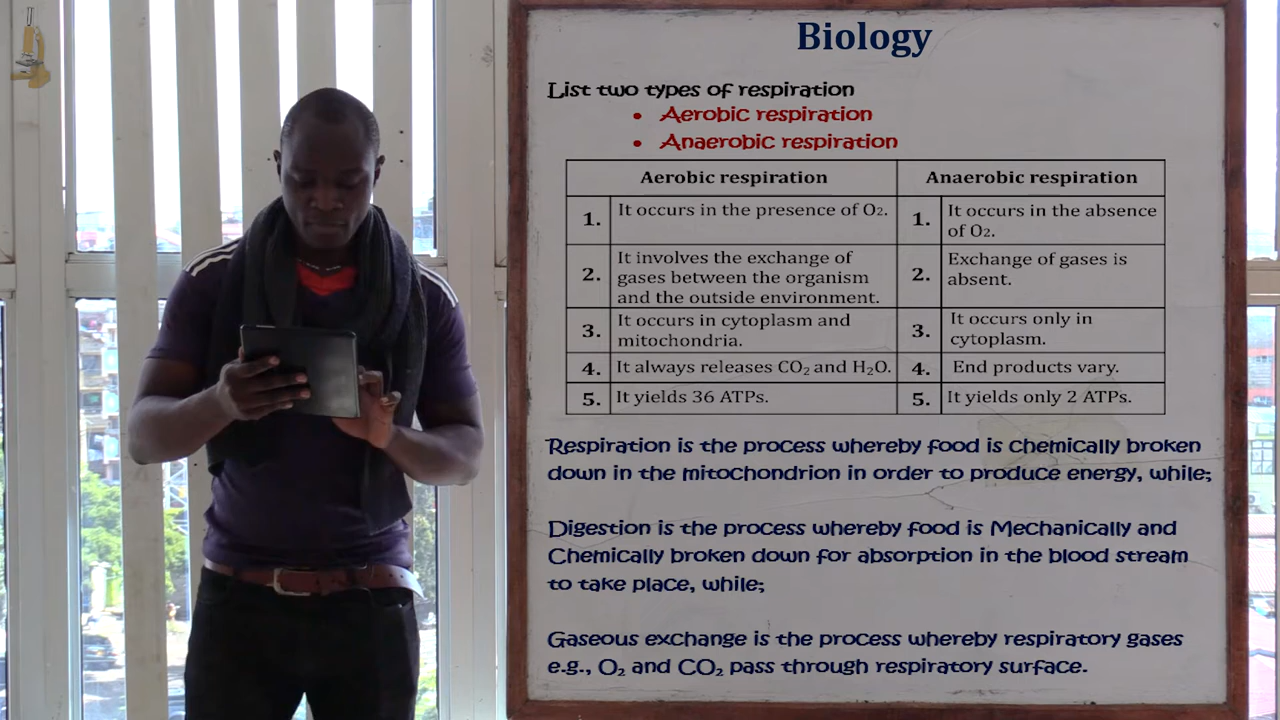 Biology
List two types of respiration
• Aerobic respiration
• Anaerobic respiration
Aerobic respiration
Anaerobic respiration
1. It occurs in the presence of O₂.
1. It occurs in the absence
of O₂.
2. It involves the exchange of
gases between the organism
and the outside environment.
2. Exchange of gases is
absent.
3. It occurs in cytoplasm and
mitochondria.
3. It occurs only in
cytoplasm.
4. It always releases CO₂ and H₂O.
4. End products vary.
5. It yields 36 ATPs.
5. It yields only 2 ATPs.
Respiration is the process whereby food is Chemically broken
down in the mitochondrion in order to produce energy, while;
Digestion is the process whereby food is Mechanically and
Chemically broken down for absorption in the blood stream
to take place, while;
Gaseous exchange is the process whereby respiratory gases
e.g., O₂ and CO₂ pass through respiratory surface.